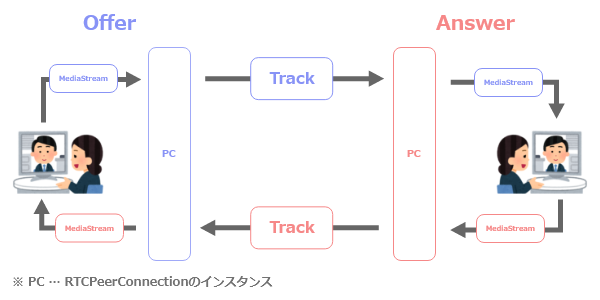 Offer
Answer
MediaStream
Track
MediaStream
PC
PC
MediaStream
Track
MediaStream
※ PC … RTCPeerConnectionのインスタンス